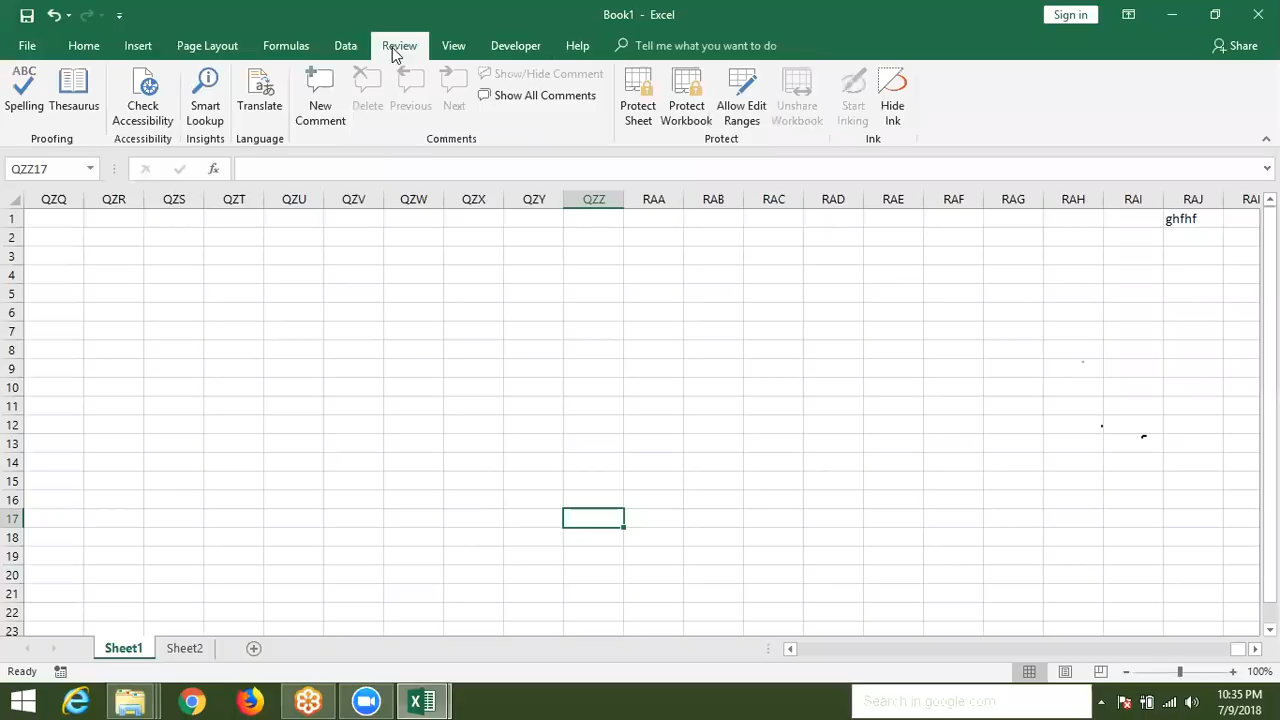 Book1 - Excel
Sign in
File Home Insert Page Layout Formulas Data Review View Developer Help Tell me what you want to do Share
ABC
Spelling Thesaurus Check Accessibility Smart Lookup Translate New Comment Delete Previous Next Show/Hide Comment Show All Comments Protect Sheet Protect Workbook Allow Edit Ranges Unshare Workbook Start Inking Hide Ink
Proofing Accessibility Insights Language Comments Protect Ink
QZZ17 fx
QZQ QZR QZS QZT QZU QZV QZW QZX QZY QZZ RAA RAB RAC RAD RAE RAF RAG RAH RAI RAJ
1 ghfhf
2
3
4
5
6
7
8
9
10
11
12
13
14
15
16
17
18
19
20
21
22
23
Sheet1 Sheet2
Ready 100%
Search in google.com 10:35 PM
7/9/2018